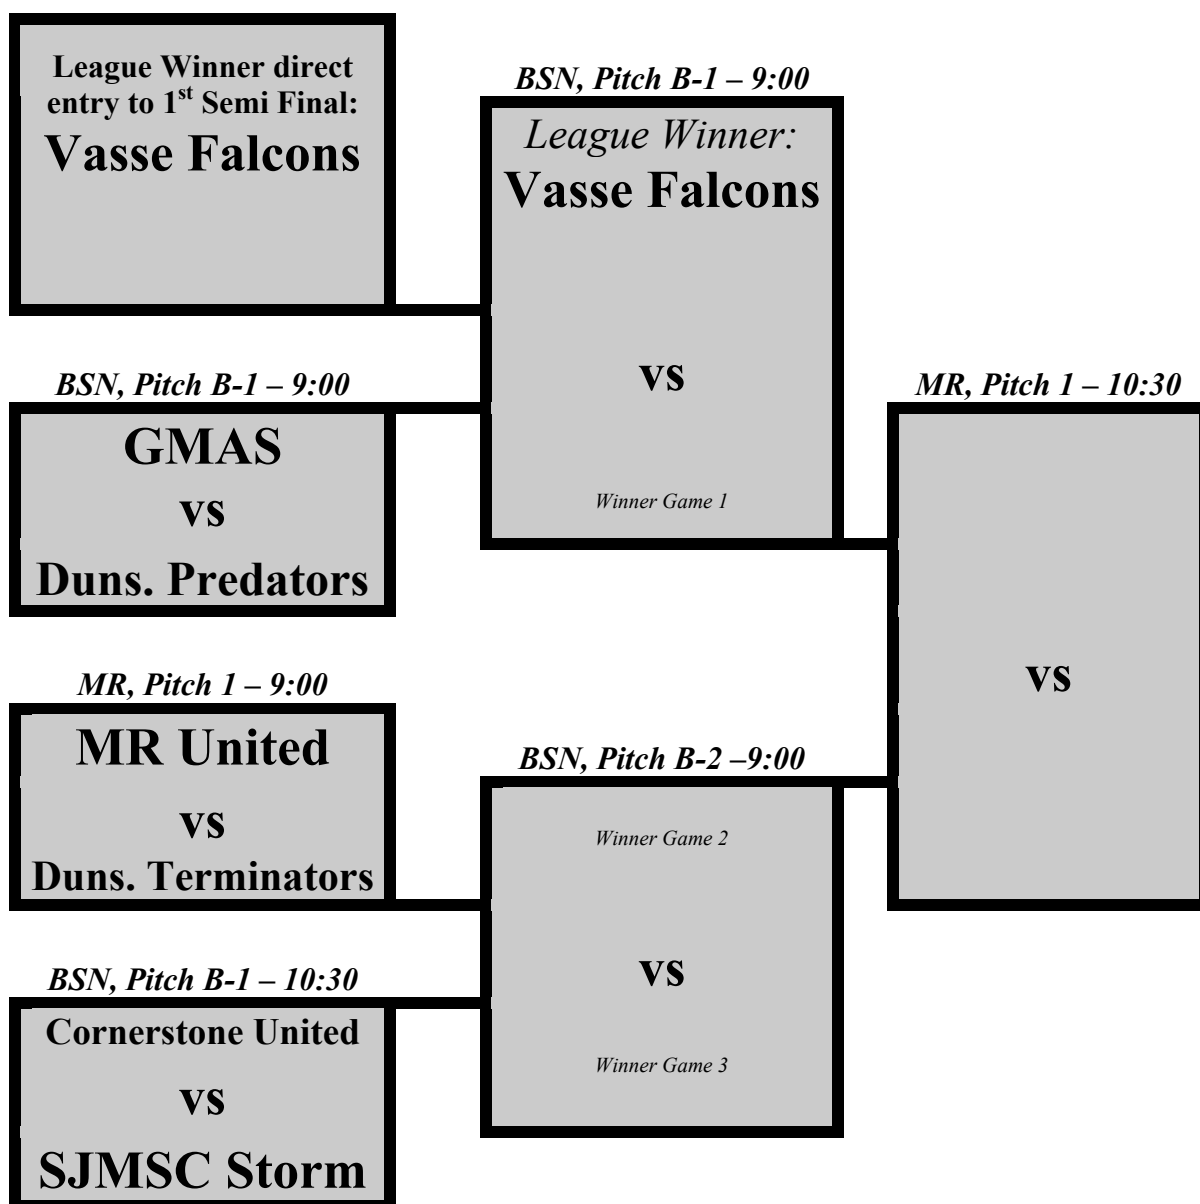 League Winner direct
entry to 1st Semi Final:
Vasse Falcons
BSN, Pitch B-1 – 9:00
GMAS
vs
Duns. Predators
MR, Pitch 1 – 9:00
MR United
vs
Duns. Terminators
BSN, Pitch B-1 – 10:30
Cornerstone United
vs
SJMSC Storm
BSN, Pitch B-1 – 9:00
League Winner:
Vasse Falcons
vs
Winner Game 1
BSN, Pitch B-2 –9:00
Winner Game 2
vs
Winner Game 3
MR, Pitch 1 – 10:30
vs